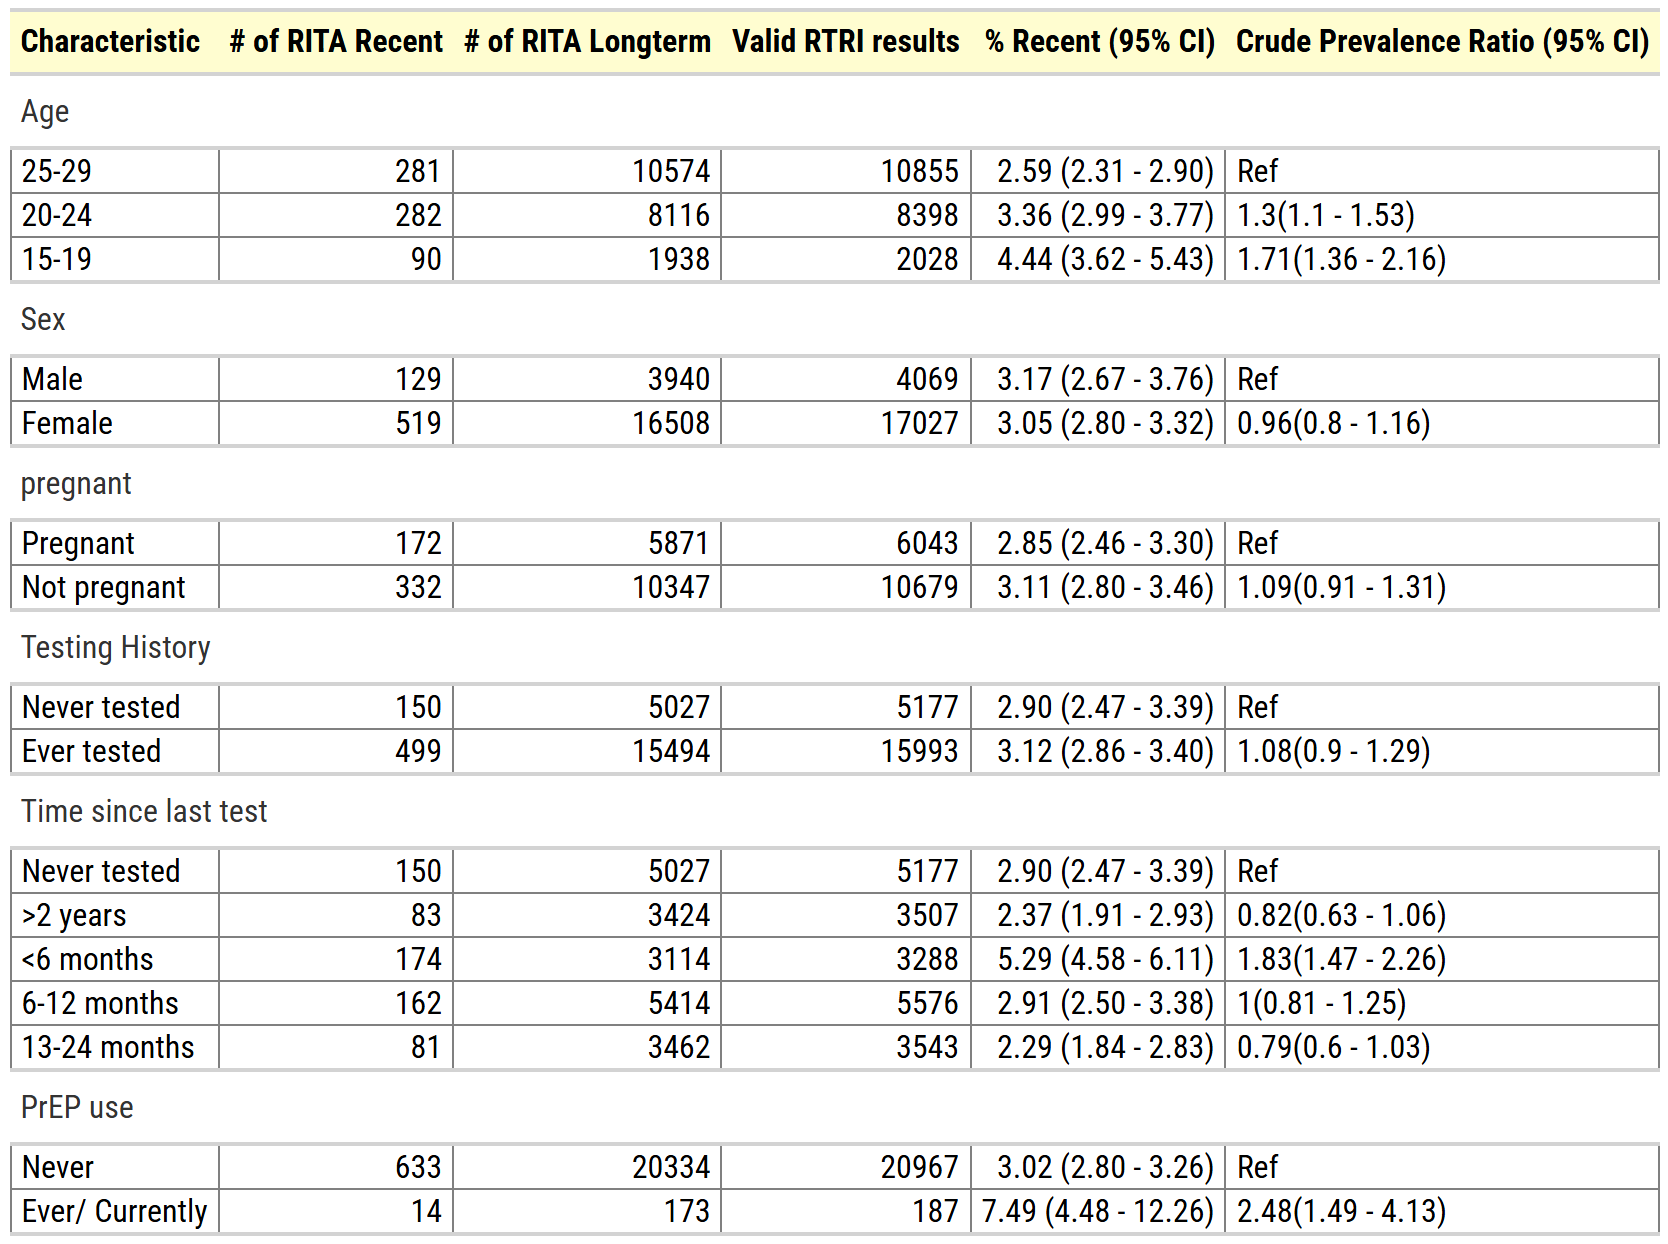 Characteristic # of RITA Recent # of RITA Longterm Valid RTRI results % Recent (95% CI) Crude Prevalence Ratio (95% CI)
Age
25-29 281 10574 10855 2.59 (2.31 - 2.90) Ref
20-24 282 8116 8398 3.36 (2.99 - 3.77) 1.3(1.1 - 1.53)
15-19 90 1938 2028 4.44 (3.62 - 5.43) 1.71(1.36 - 2.16)
Sex
Male 129 3940 4069 3.17 (2.67 - 3.76) Ref
Female 519 16508 17027 3.05 (2.80 - 3.32) 0.96(0.8 - 1.16)
pregnant
Pregnant 172 5871 6043 2.85 (2.46 - 3.30) Ref
Not pregnant 332 10347 10679 3.11 (2.80 - 3.46) 1.09(0.91 - 1.31)
Testing History
Never tested 150 5027 5177 2.90 (2.47 - 3.39) Ref
Ever tested 499 15494 15993 3.12 (2.86 - 3.40) 1.08(0.9 - 1.29)
Time since last test
Never tested 150 5027 5177 2.90 (2.47 - 3.39) Ref
>2 years 83 3424 3507 2.37 (1.91 - 2.93) 0.82(0.63 - 1.06)
<6 months 174 3114 3288 5.29 (4.58 - 6.11) 1.83(1.47 - 2.26)
6-12 months 162 5414 5576 2.91 (2.50 - 3.38) 1(0.81 - 1.25)
13-24 months 81 3462 3543 2.29 (1.84 - 2.83) 0.79(0.6 - 1.03)
PrEP use
Never 633 20334 20967 3.02 (2.80 - 3.26) Ref
Ever/ Currently 14 173 187 7.49 (4.48 - 12.26) 2.48(1.49 - 4.13)